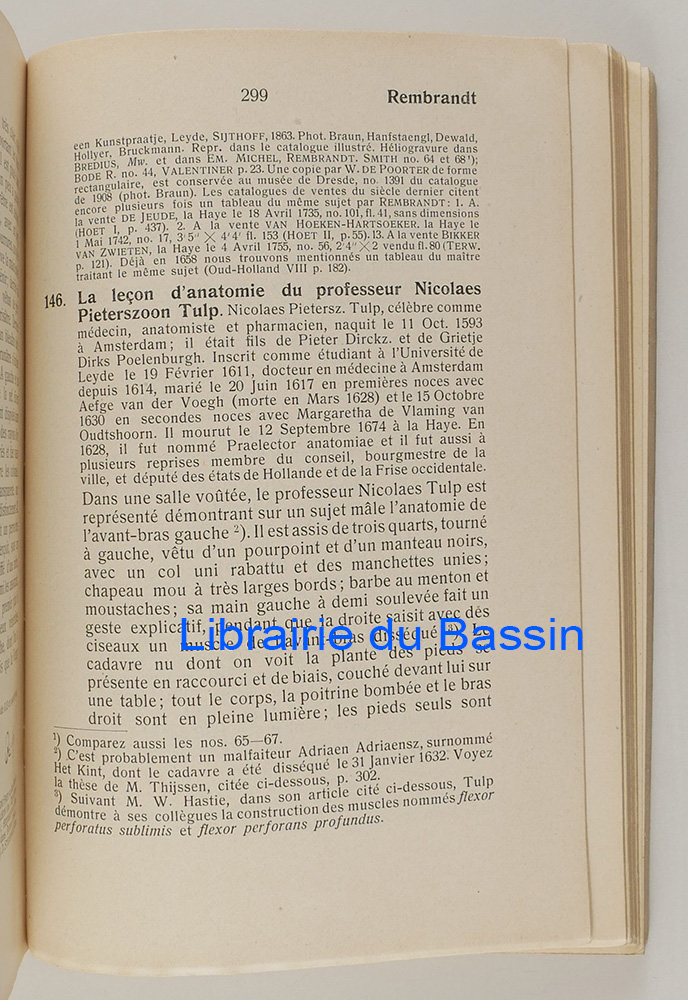 299 Rembrandt
een Kunstpraatje, Leyde, SIJTHOFF, 1863. Phot. Braun, Hanfstaengl, Dewald,
Hollyer, Bruckmann. Repr. dans le catalogue illustré. Héliogravure dans
BREDIUS, Mw. et dans EM. MICHEL, REMBRANDT. SMITH no. 64 et 68¹);
BODE R. no. 44, VALENTINER p. 23. Une copie par W. DE POORTER de forme
rectangulaire, est conservée au musée de Dresde, no. 1391 du catalogue
de 1908 (phot. Braun). Les catalogues de ventes du siècle dernier citent
encore plusieurs fois un tableau du même sujet par REMBRANDT: 1. A.
la vente DE JEUDE, la Haye le 18 Avril 1735, no. 101, fl. 41, sans dimensions
(HOET I, p. 437). 2. A la vente VAN HOEKEN-HARTSOEKER, la Haye le
1 Mai 1742, no. 17, 3′5″ × 4′4′ fl. 153 (HOET II, p. 55). 13. A la vente BIKKER
VAN ZWIETEN, la Haye le 4 Avril 1755, no. 56, 2′4″×2 vendu fl. 80 (TERW.
p. 121). Déjà en 1658 nous trouvons mentionnés un tableau du maître
traitant le même sujet (Oud-Holland VIII p. 182).
146. La leçon d'anatomie du professeur Nicolaes
Pieterszoon Tulp. Nicolaes Pietersz. Tulp, célèbre comme
médecin, anatomiste et pharmacien, naquit le 11 Oct. 1593
à Amsterdam; il était fils de Pieter Dirckz. et de Grietje
Dirks Poelenburgh. Inscrit comme étudiant à l'Université de
Leyde le 19 Février 1611, docteur en médecine à Amsterdam
depuis 1614, marié le 20 Juin 1617 en premières noces avec
Aefge van der Voegh (morte en Mars 1628) et le 15 Octobre
1630 en secondes noces avec Margaretha de Vlaming van
Oudtshoorn. Il mourut le 12 Septembre 1674 à la Haye. En
1628, il fut nommé Praelector anatomiae et il fut aussi à
plusieurs reprises membre du conseil, bourgmestre de la
ville, et député des états de Hollande et de la Frise occidentale.
Dans une salle voûtée, le professeur Nicolaes Tulp est
représenté démontrant sur un sujet mâle l'anatomie de
l'avant-bras gauche ²). Il est assis de trois quarts, tourné
à gauche, vêtu d'un pourpoint et d'un manteau noirs,
avec un col uni rabattu et des manchettes unies;
chapeau mou à très larges bords; barbe au menton et
moustaches; sa main gauche à demi soulevée fait un
geste explicatif, pendant que la droite saisit avec des
ciseaux un muscle de l'avant-bras disséqué ³). Le
cadavre nu dont on voit la plante des pieds se
présente en raccourci et de biais, couché devant lui sur
une table; tout le corps, la poitrine bombée et le bras
droit sont en pleine lumière; les pieds seuls sont
¹) Comparez aussi les nos. 65—67.
²) C'est probablement un malfaiteur Adriaen Adriaensz, surnommé
Het Kint, dont le cadavre a été disséqué le 31 Janvier 1632. Voyez
la thèse de M. Thijssen, citée ci-dessous, p. 302.
³) Suivant M. W. Hastie, dans son article cité ci-dessous, Tulp
démontre à ses collègues la construction des muscles nommés flexor
perforatus sublimis et flexor perforans profundus.
Librairie du Bassin